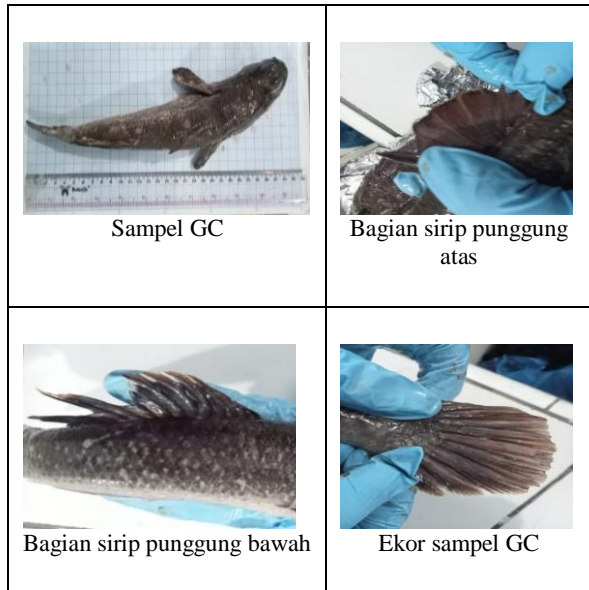 Sampel GC
Bagian sirip punggung
atas
Bagian sirip punggung bawah
Ekor sampel GC